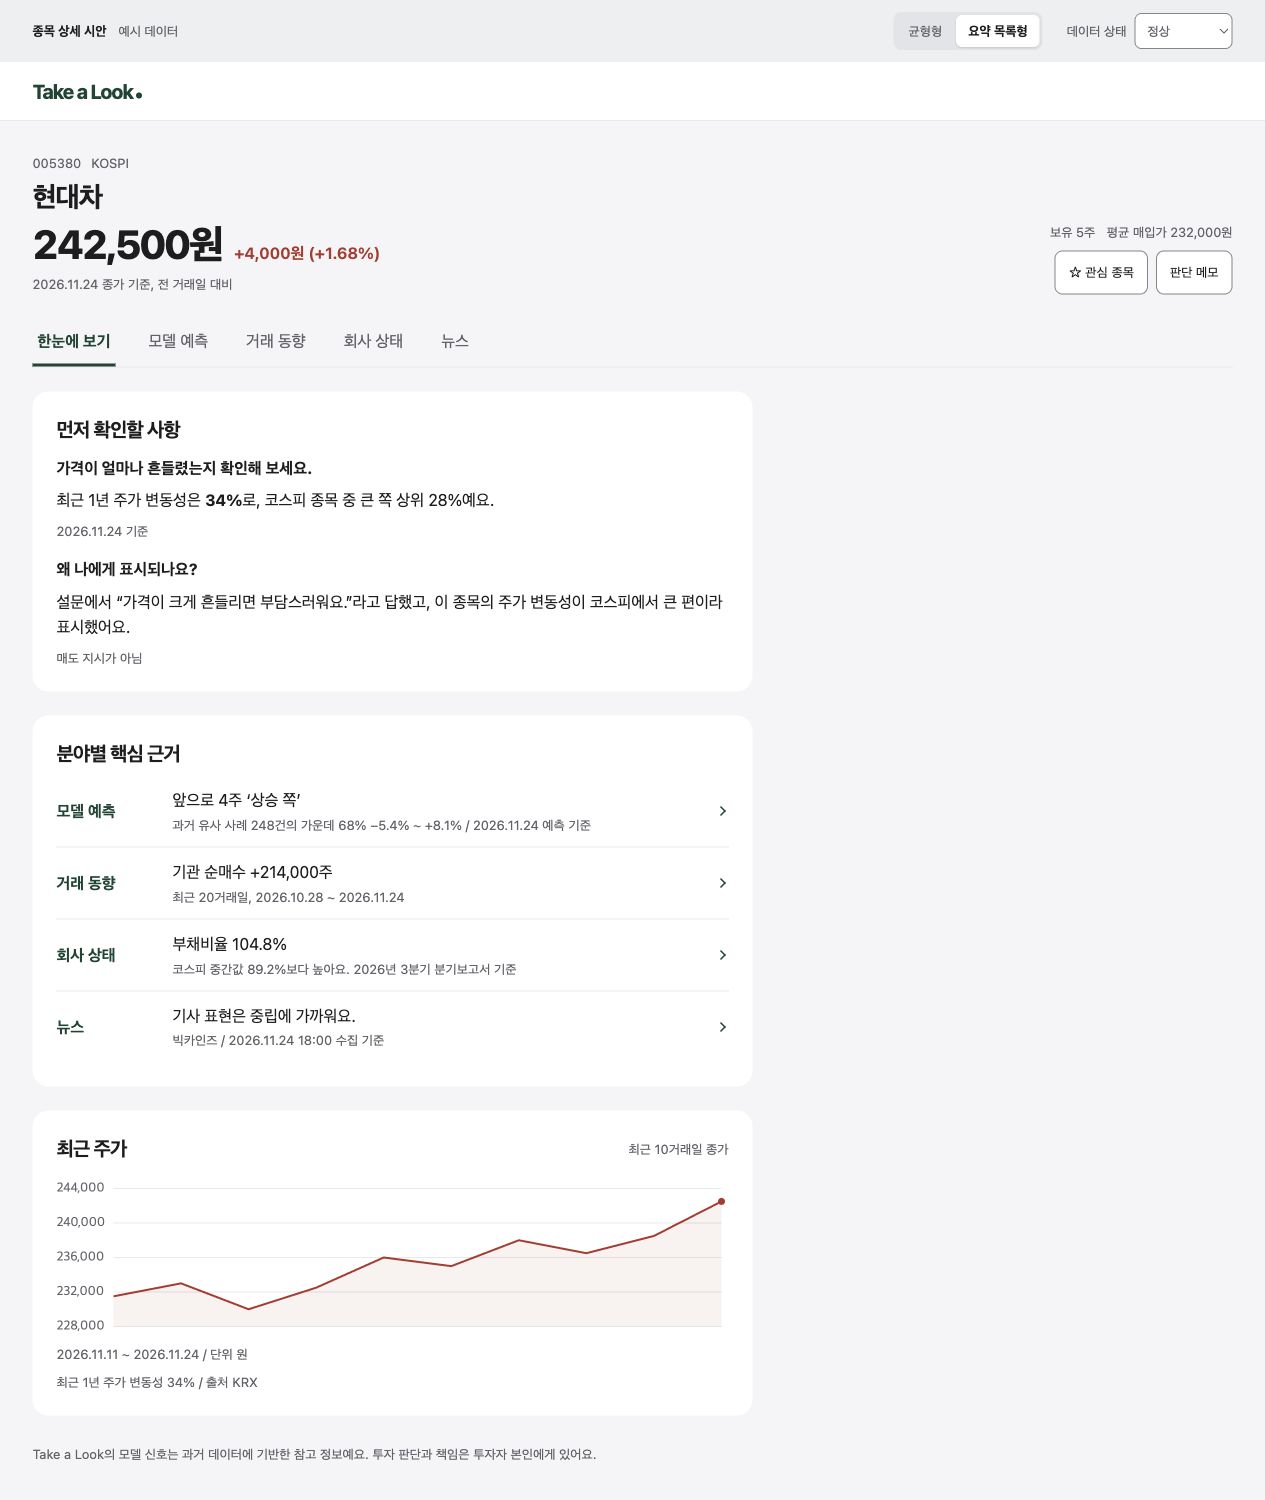 종목 상세 시안 예시 데이터
균형형 요약 목록형 데이터 상태 정상
Take a Look.
005380 KOSPI
현대차
242,500원 +4,000원 (+1.68%)
2026.11.24 종가 기준, 전 거래일 대비
보유 5주 평균 매입가 232,000원
☆ 관심 종목 판단 메모
한눈에 보기 모델 예측 거래 동향 회사 상태 뉴스
먼저 확인할 사항
가격이 얼마나 흔들렸는지 확인해 보세요.
최근 1년 주가 변동성은 34%로, 코스피 종목 중 큰 쪽 상위 28%예요.
2026.11.24 기준
왜 나에게 표시되나요?
설문에서 “가격이 크게 흔들리면 부담스러워요.”라고 답했고, 이 종목의 주가 변동성이 코스피에서 큰 편이라
표시했어요.
매도 지시가 아님
분야별 핵심 근거
모델 예측
앞으로 4주 ‘상승 쪽’
과거 유사 사례 248건의 가운데 68% −5.4% ~ +8.1% / 2026.11.24 예측 기준
거래 동향
기관 순매수 +214,000주
최근 20거래일, 2026.10.28 ~ 2026.11.24
회사 상태
부채비율 104.8%
코스피 중간값 89.2%보다 높아요. 2026년 3분기 분기보고서 기준
뉴스
기사 표현은 중립에 가까워요.
빅카인즈 / 2026.11.24 18:00 수집 기준
최근 주가 최근 10거래일 종가
244,000
240,000
236,000
232,000
228,000
2026.11.11 ~ 2026.11.24 / 단위 원
최근 1년 주가 변동성 34% / 출처 KRX
Take a Look의 모델 신호는 과거 데이터에 기반한 참고 정보예요. 투자 판단과 책임은 투자자 본인에게 있어요.